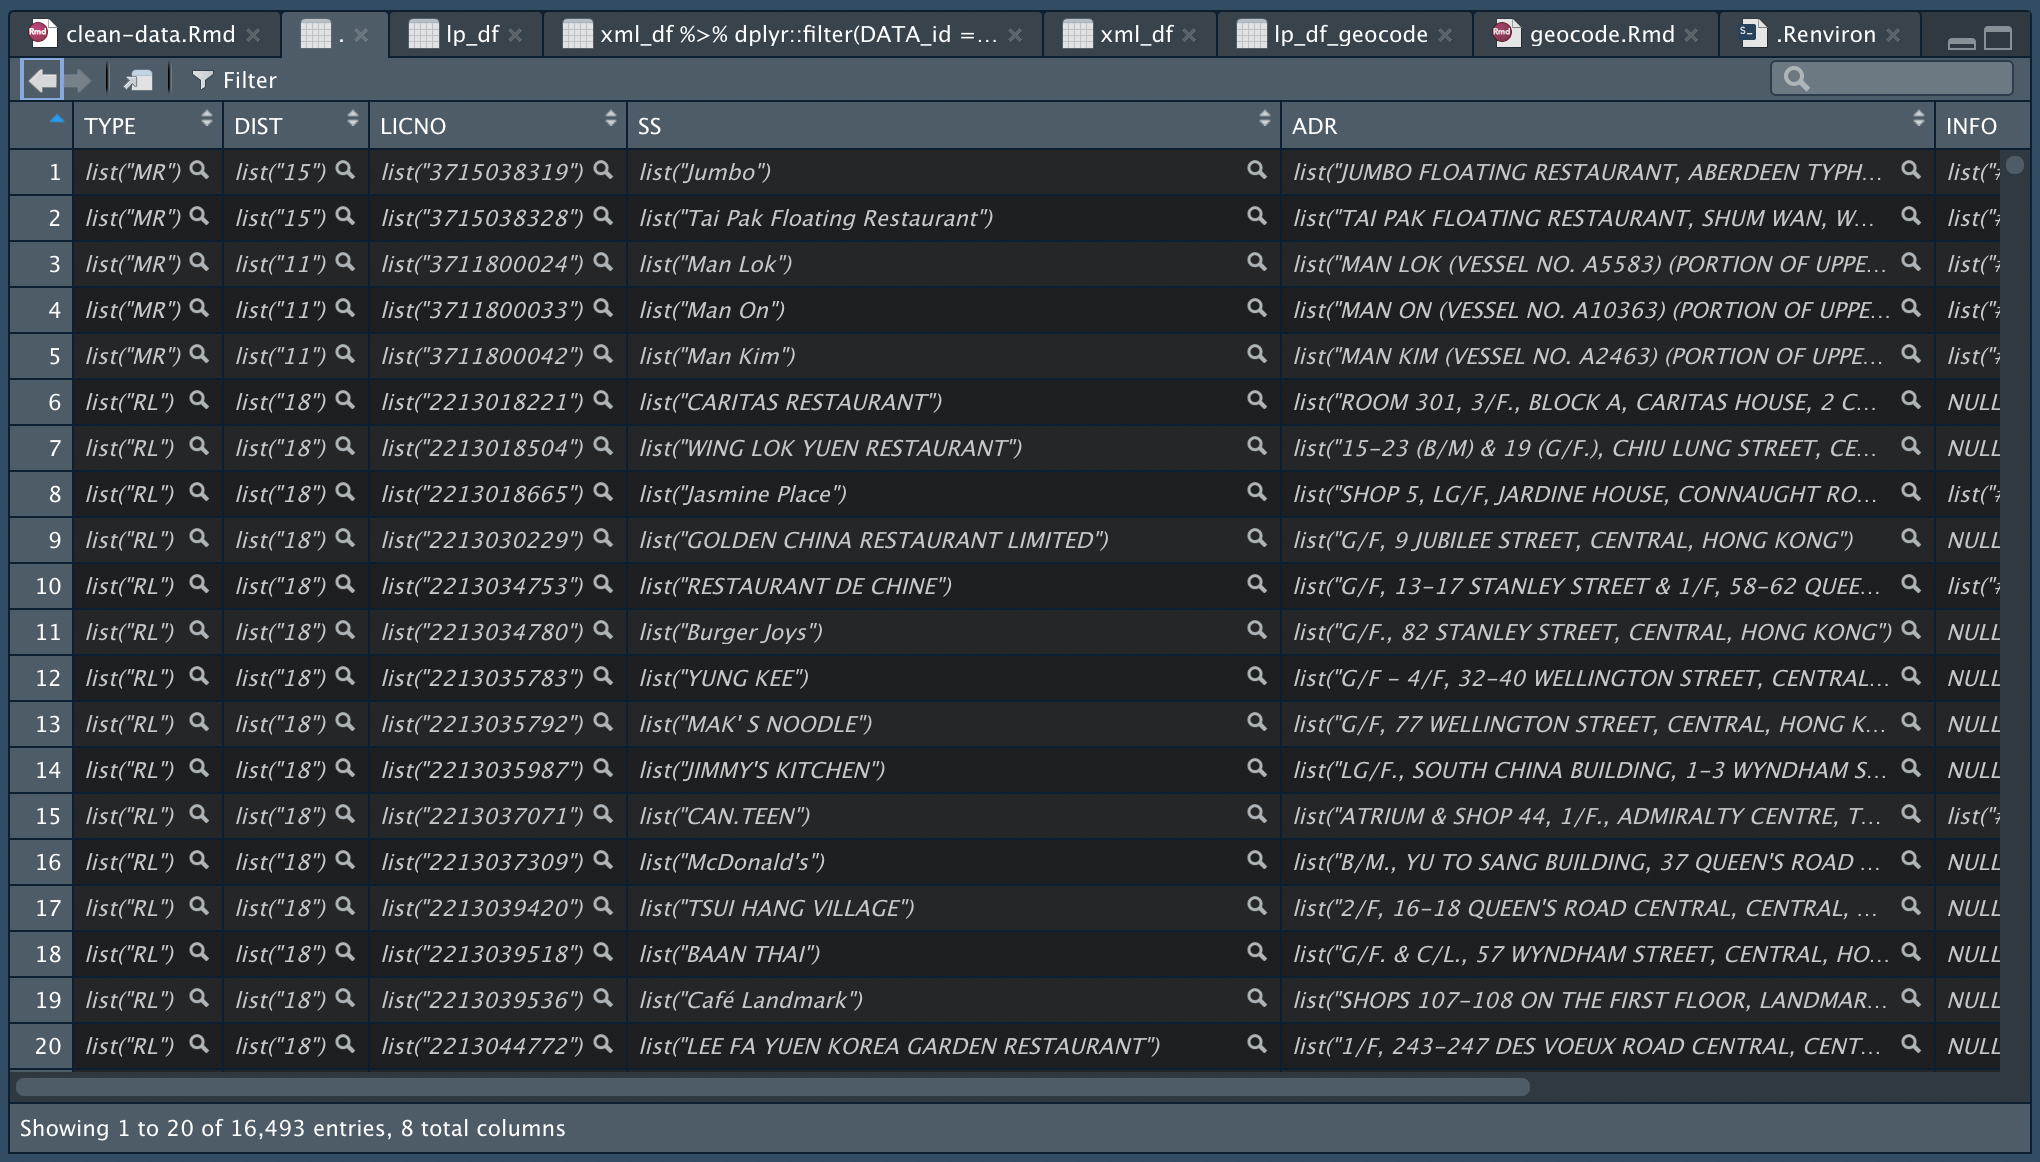 clean-data.Rmd . lp_df xml_df %>% dplyr::filter(DATA_id =... xml_df lp_df_geocode geocode.Rmd .Renviron
Filter
TYPE DIST LICNO SS ADR INFO
1 list("MR") list("15") list("3715038319") list("Jumbo") list("JUMBO FLOATING RESTAURANT, ABERDEEN TYPH... list("#
2 list("MR") list("15") list("3715038328") list("Tai Pak Floating Restaurant") list("TAI PAK FLOATING RESTAURANT, SHUM WAN, W... list("#
3 list("MR") list("11") list("3711800024") list("Man Lok") list("MAN LOK (VESSEL NO. A5583) (PORTION OF UPPE... list("#
4 list("MR") list("11") list("3711800033") list("Man On") list("MAN ON (VESSEL NO. A10363) (PORTION OF UPPE... list("#
5 list("MR") list("11") list("3711800042") list("Man Kim") list("MAN KIM (VESSEL NO. A2463) (PORTION OF UPPE... list("#
6 list("RL") list("18") list("2213018221") list("CARITAS RESTAURANT") list("ROOM 301, 3/F., BLOCK A, CARITAS HOUSE, 2 C... NULL
7 list("RL") list("18") list("2213018504") list("WING LOK YUEN RESTAURANT") list("15-23 (B/M) & 19 (G/F.), CHIU LUNG STREET, CE... NULL
8 list("RL") list("18") list("2213018665") list("Jasmine Place") list("SHOP 5, LG/F, JARDINE HOUSE, CONNAUGHT RO... list("#
9 list("RL") list("18") list("2213030229") list("GOLDEN CHINA RESTAURANT LIMITED") list("G/F, 9 JUBILEE STREET, CENTRAL, HONG KONG") NULL
10 list("RL") list("18") list("2213034753") list("RESTAURANT DE CHINE") list("G/F, 13-17 STANLEY STREET & 1/F, 58-62 QUEE... list("#
11 list("RL") list("18") list("2213034780") list("Burger Joys") list("G/F., 82 STANLEY STREET, CENTRAL, HONG KONG") NULL
12 list("RL") list("18") list("2213035783") list("YUNG KEE") list("G/F - 4/F, 32-40 WELLINGTON STREET, CENTRAL... NULL
13 list("RL") list("18") list("2213035792") list("MAK' S NOODLE") list("G/F, 77 WELLINGTON STREET, CENTRAL, HONG K... NULL
14 list("RL") list("18") list("2213035987") list("JIMMY'S KITCHEN") list("LG/F., SOUTH CHINA BUILDING, 1-3 WYNDHAM S... NULL
15 list("RL") list("18") list("2213037071") list("CAN.TEEN") list("ATRIUM & SHOP 44, 1/F., ADMIRALTY CENTRE, T... list("#
16 list("RL") list("18") list("2213037309") list("McDonald's") list("B/M., YU TO SANG BUILDING, 37 QUEEN'S ROAD ... NULL
17 list("RL") list("18") list("2213039420") list("TSUI HANG VILLAGE") list("2/F, 16-18 QUEEN'S ROAD CENTRAL, CENTRAL, ... NULL
18 list("RL") list("18") list("2213039518") list("BAAN THAI") list("G/F. & C/L., 57 WYNDHAM STREET, CENTRAL, HO... NULL
19 list("RL") list("18") list("2213039536") list("Café Landmark") list("SHOPS 107-108 ON THE FIRST FLOOR, LANDMAR... NULL
20 list("RL") list("18") list("2213044772") list("LEE FA YUEN KOREA GARDEN RESTAURANT") list("1/F, 243-247 DES VOEUX ROAD CENTRAL, CENT... NULL
Showing 1 to 20 of 16,493 entries, 8 total columns